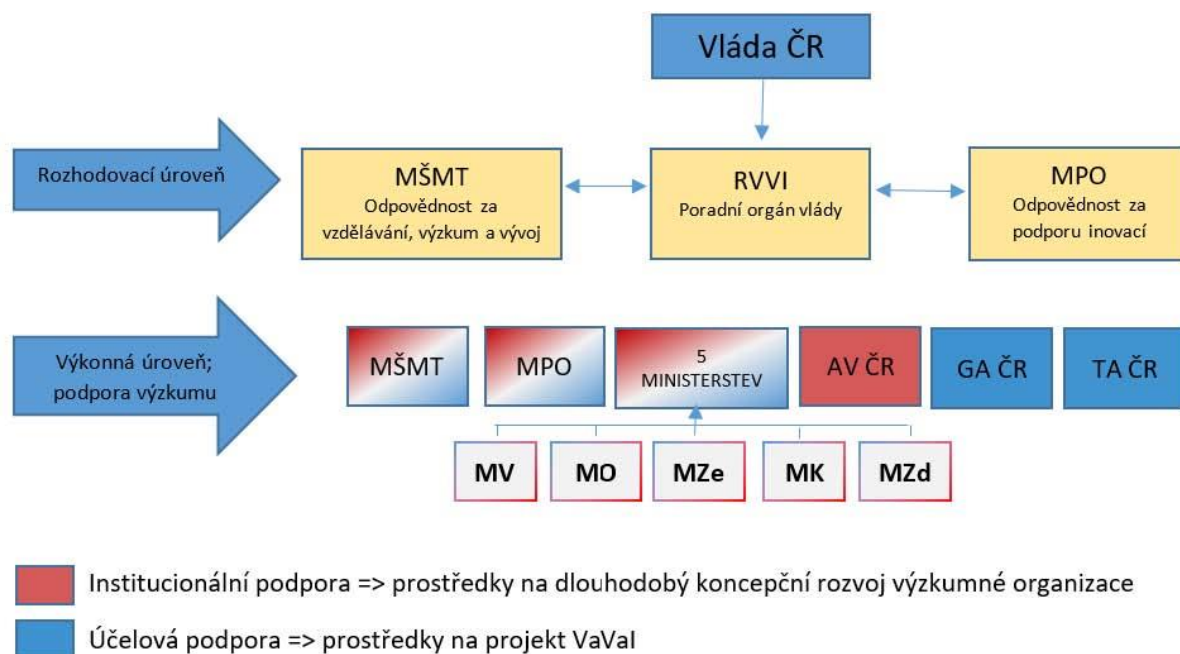 Vláda ČR
Rozhodovací úroveň
MŠMT
Odpovědnost za
vzdělávání, výzkum a vývoj
RVVI
Poradní orgán vlády
MPO
Odpovědnost za
podporu inovací
Výkonná úroveň;
podpora výzkumu
MŠMT
MPO
5
MINISTERSTEV
AV ČR
GA ČR
TA ČR
MV
MO
MZe
MK
MZd
Institucionální podpora => prostředky na dlouhodobý koncepční rozvoj výzkumné organizace
Účelová podpora => prostředky na projekt VaVaI